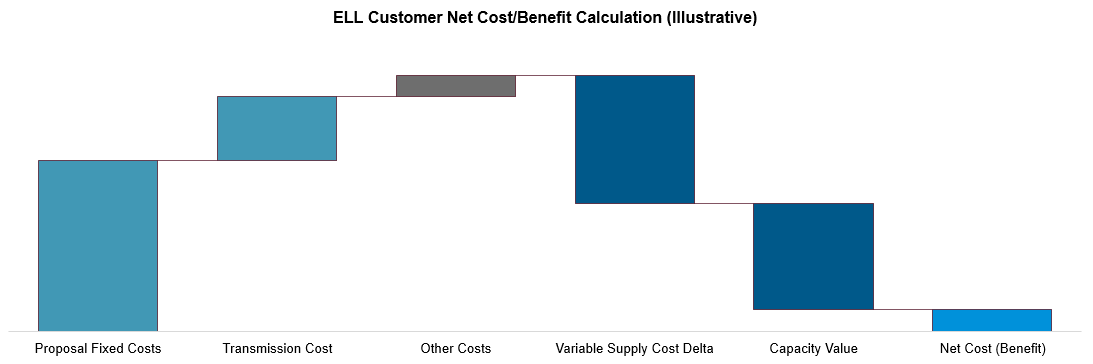 ELL Customer Net Cost/Benefit Calculation (Illustrative)
Proposal Fixed Costs
Transmission Cost
Other Costs
Variable Supply Cost Delta
Capacity Value
Net Cost (Benefit)